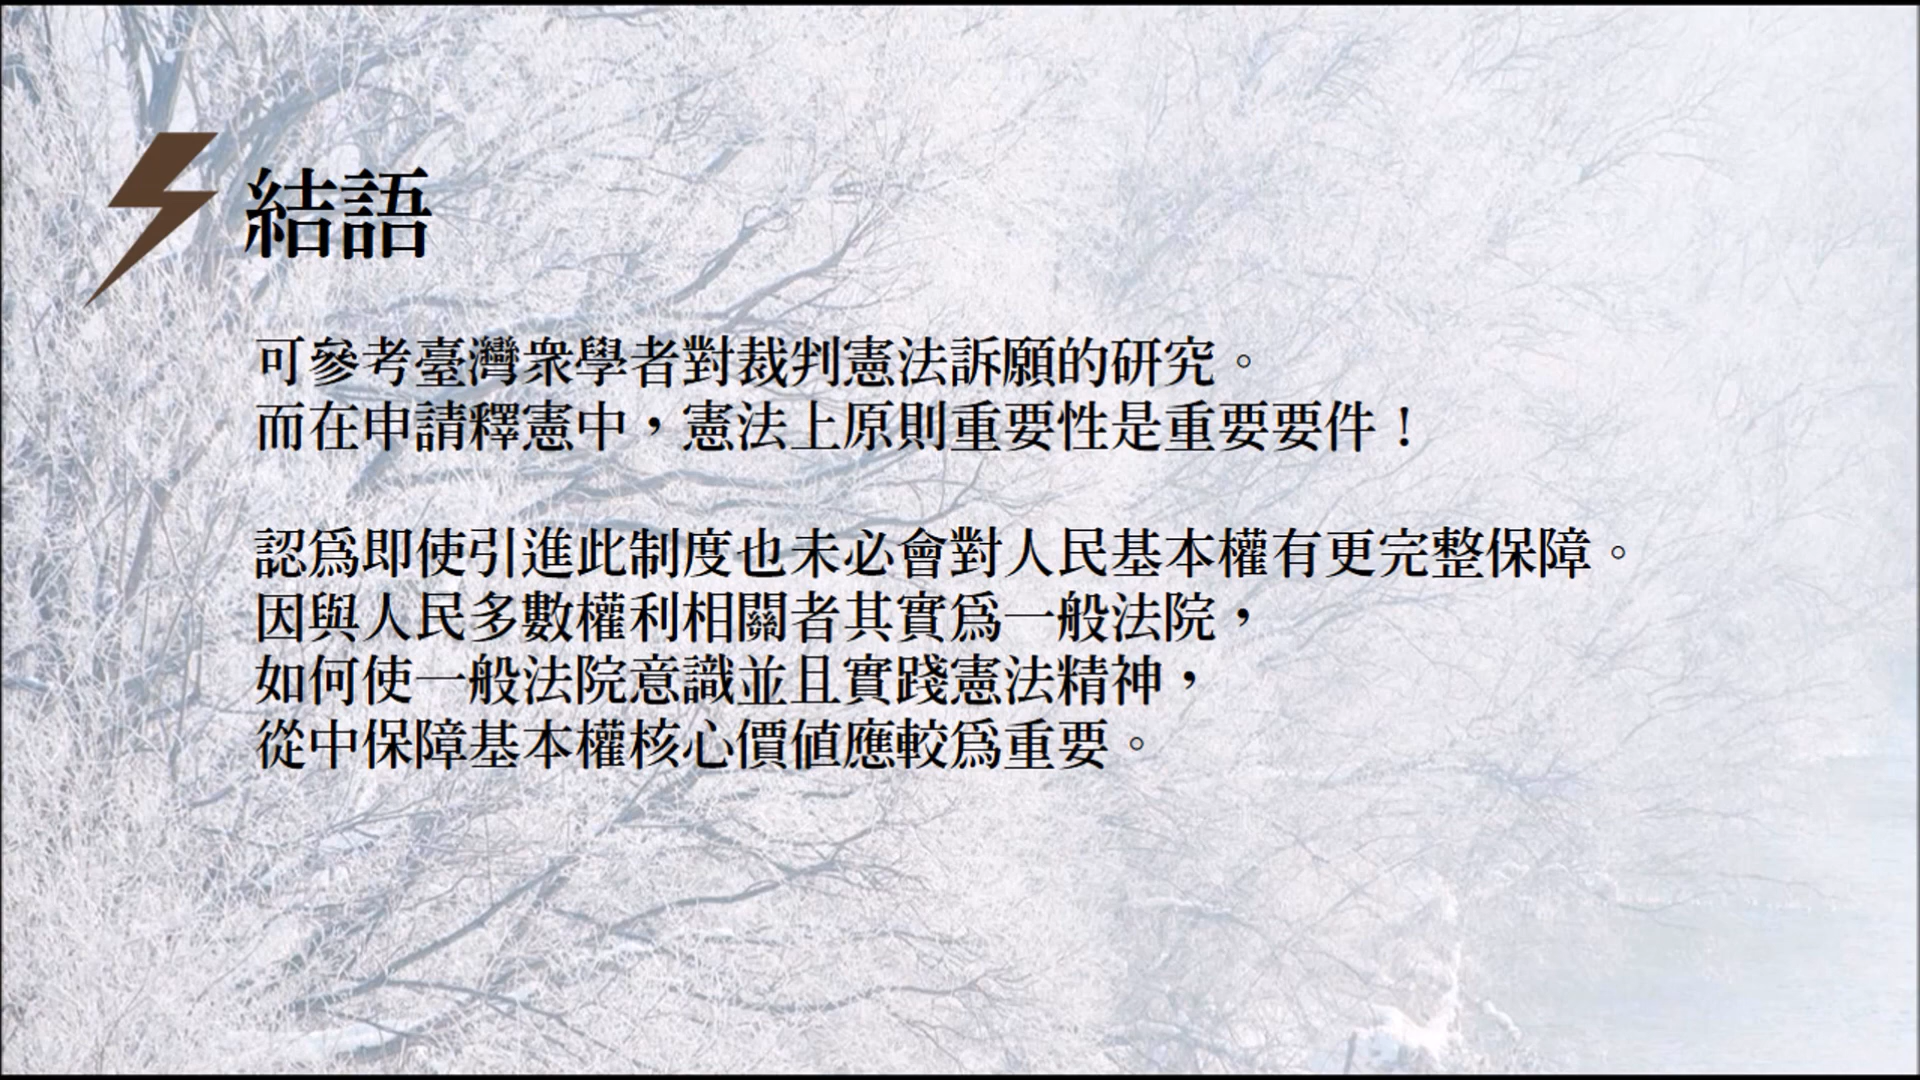 結語
可參考臺灣衆學者對裁判憲法訴願的研究。
而在申請釋憲中，憲法上原則重要性是重要要件！
認爲即使引進此制度也未必會對人民基本權有更完整保障。
因與人民多數權利相關者其實爲一般法院，
如何使一般法院意識並且實踐憲法精神，
從中保障基本權核心價値應較爲重要。